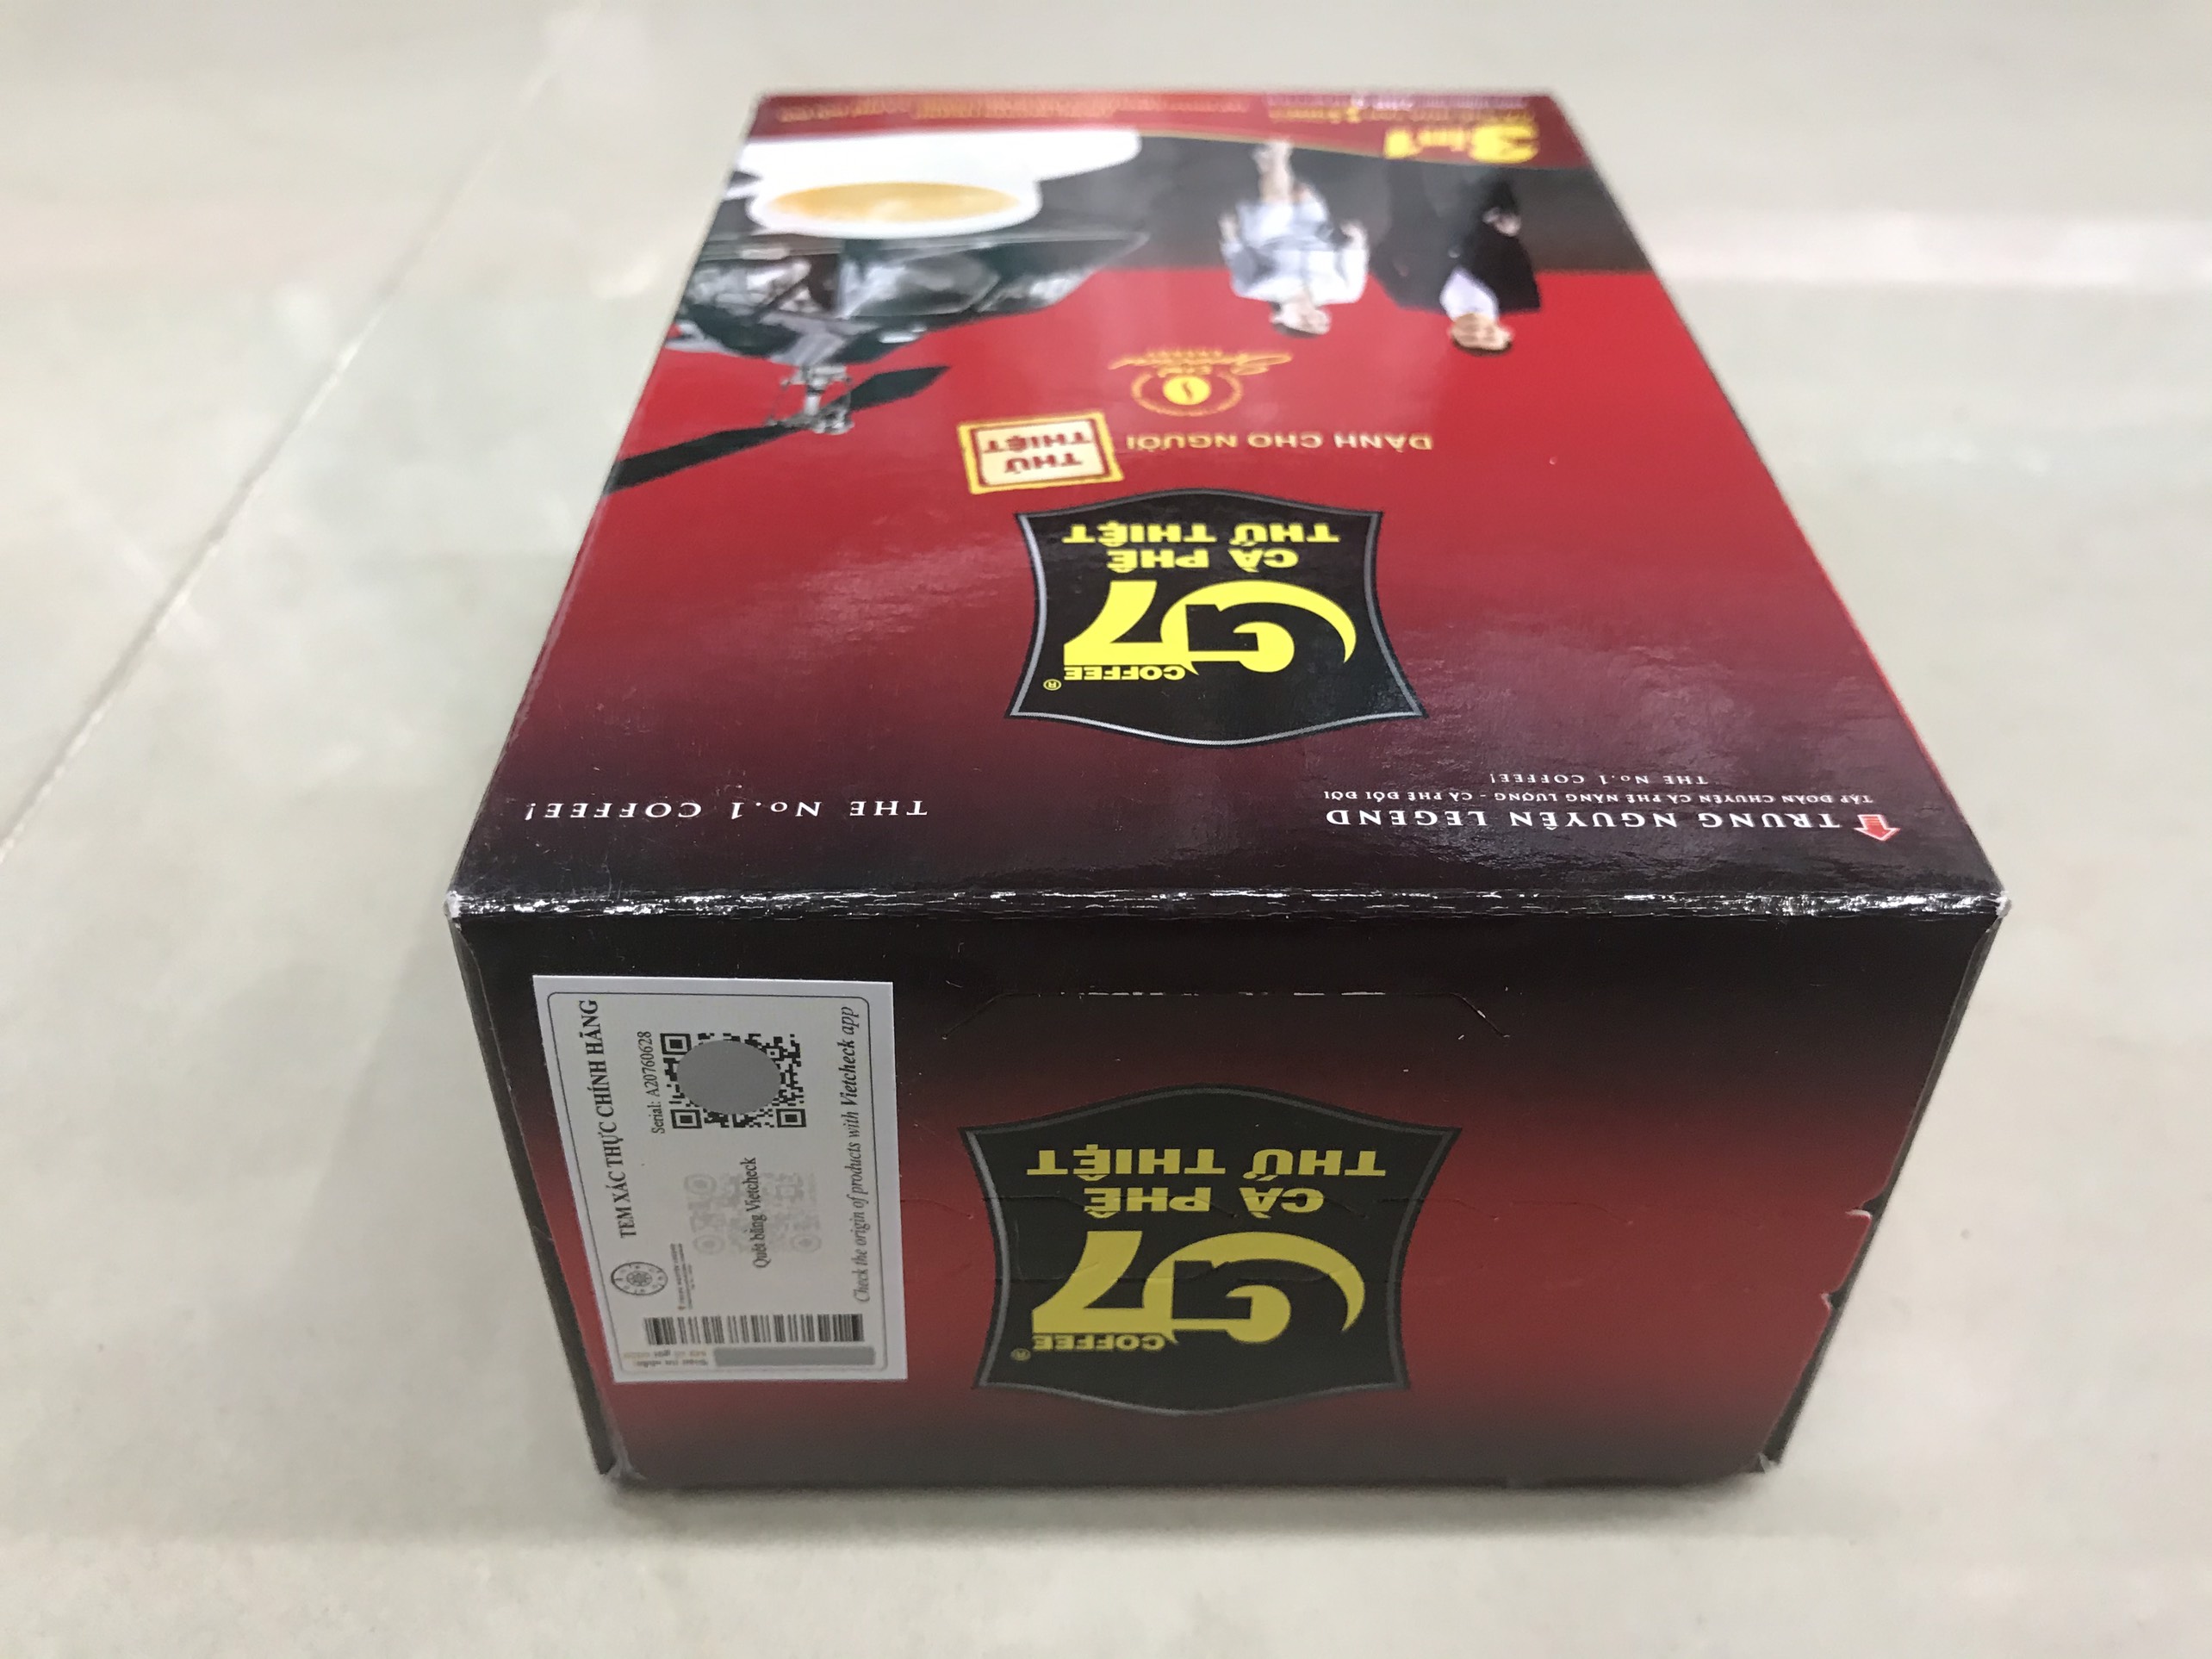 TRUNG NGUYÊN LEGEND
TẬP ĐOÀN CHUYÊN CÀ PHÊ NĂNG LƯỢNG - CÀ PHÊ ĐỔI ĐỜI
THE No.1 COFFEE!
THE No.1 COFFEE!
COFFEE ®
G7
CÀ PHÊ
THỨ THIỆT
DÀNH CHO NGƯỜI
THỨ
THIỆT
3in1
COFFEE ®
G7
CÀ PHÊ
THỨ THIỆT
TEM XÁC THỰC CHÍNH HÃNG
Serial: A20760628
Quét bằng Vietcheck
Check the origin of products with Vietcheck app